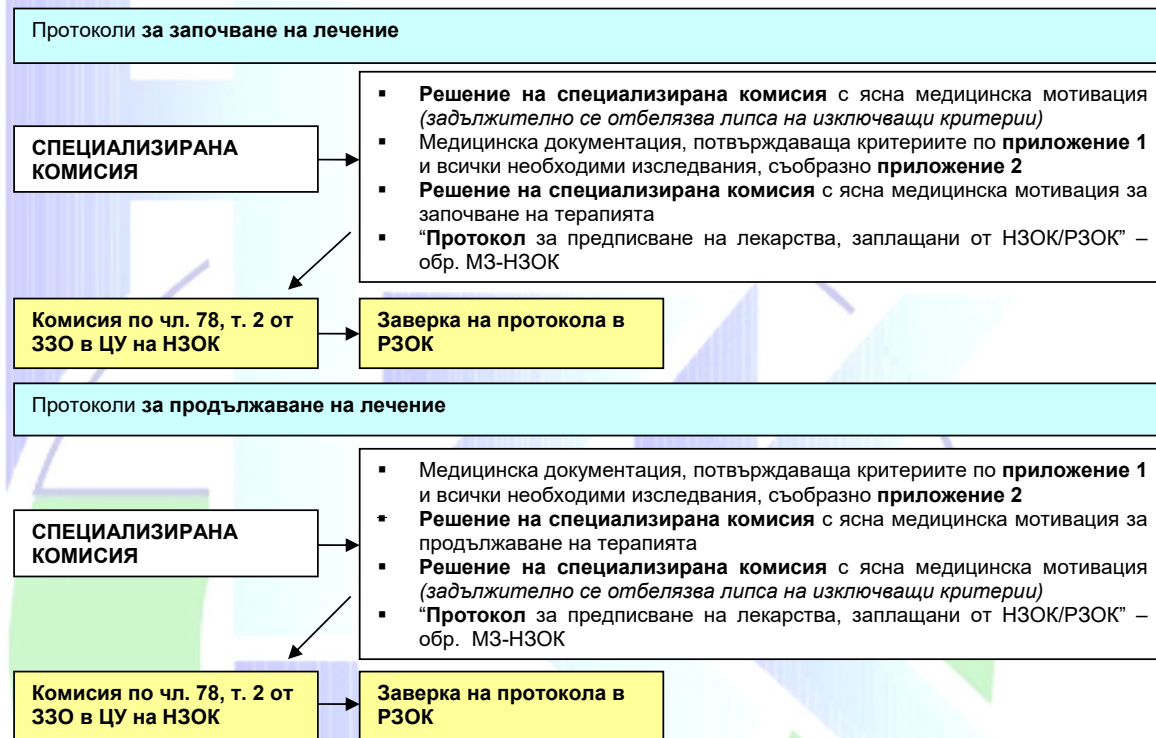 Протоколи за започване на лечение
СПЕЦИАЛИЗИРАНА
КОМИСИЯ
▪ Решение на специализирана комисия с ясна медицинска мотивация
(задължително се отбелязва липса на изключващи критерии)
▪ Медицинска документация, потвърждаваща критериите по приложение 1
и всички необходими изследвания, съобразно приложение 2
▪ Решение на специализирана комисия с ясна медицинска мотивация за
започване на терапията
▪ “Протокол за предписване на лекарства, заплащани от НЗОК/РЗОК” –
обр. МЗ-НЗОК
Комисия по чл. 78, т. 2 от
ЗЗО в ЦУ на НЗОК
Заверка на протокола в
РЗОК
Протоколи за продължаване на лечение
СПЕЦИАЛИЗИРАНА
КОМИСИЯ
▪ Медицинска документация, потвърждаваща критериите по приложение 1
и всички необходими изследвания, съобразно приложение 2
▪ Решение на специализирана комисия с ясна медицинска мотивация за
продължаване на терапията
▪ Решение на специализирана комисия с ясна медицинска мотивация
(задължително се отбелязва липса на изключващи критерии)
▪ “Протокол за предписване на лекарства, заплащани от НЗОК/РЗОК” –
обр. МЗ-НЗОК
Комисия по чл. 78, т. 2 от
ЗЗО в ЦУ на НЗОК
Заверка на протокола в
РЗОК